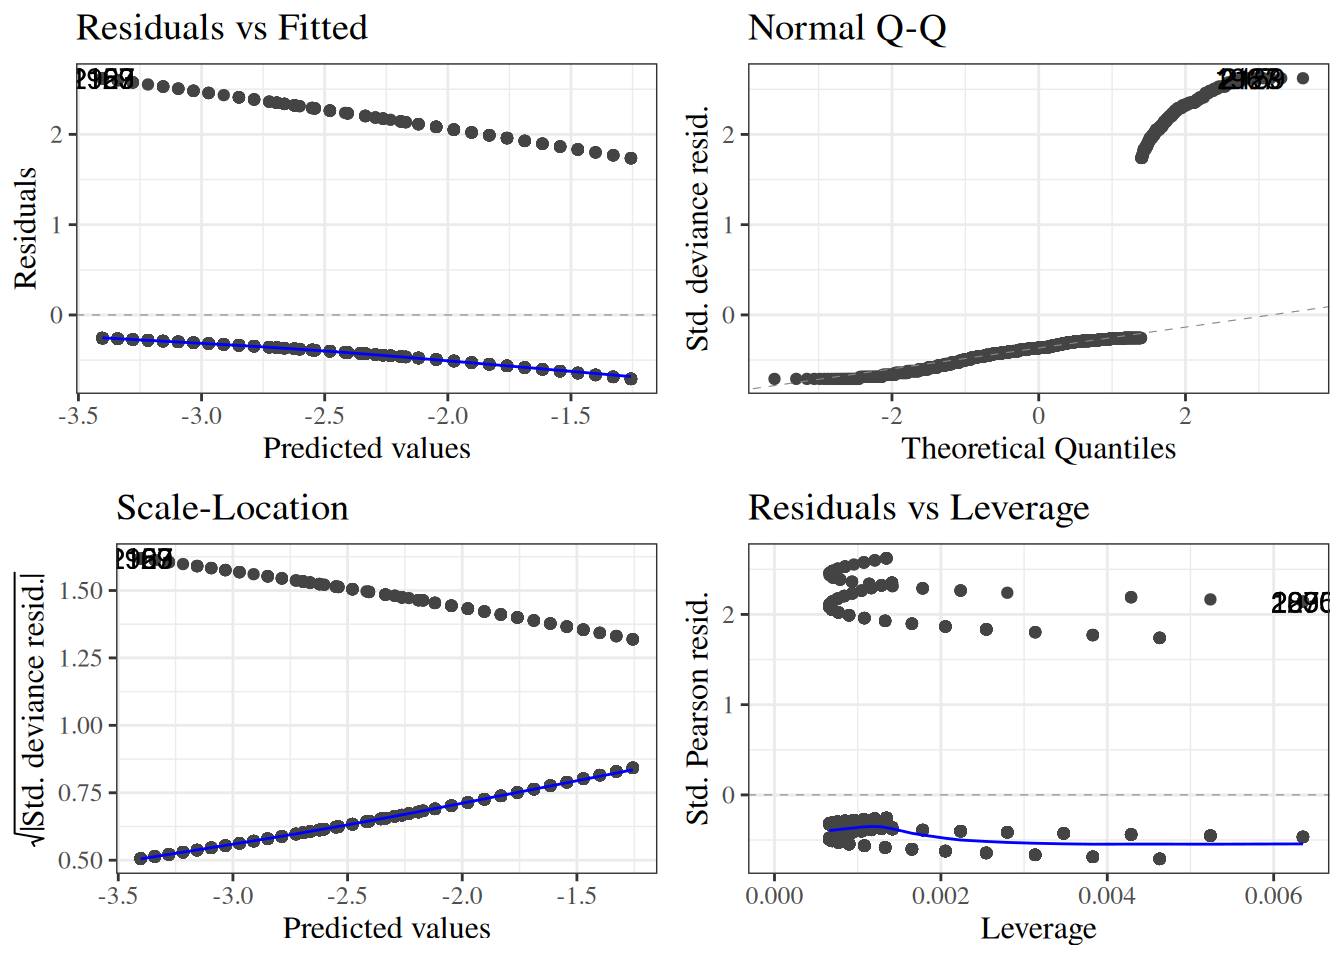 Residuals vs Fitted
Residuals
2
1
0
-3.5 -3.0 -2.5 -2.0 -1.5
Predicted values
Normal Q-Q
Std. deviance resid.
2
1
0
-2 0 2
Theoretical Quantiles
Scale-Location
√|Std. deviance resid.|
1.50
1.25
1.00
0.75
0.50
-3.5 -3.0 -2.5 -2.0 -1.5
Predicted values
Residuals vs Leverage
Std. Pearson resid.
2
1
0
0.000 0.002 0.004 0.006
Leverage